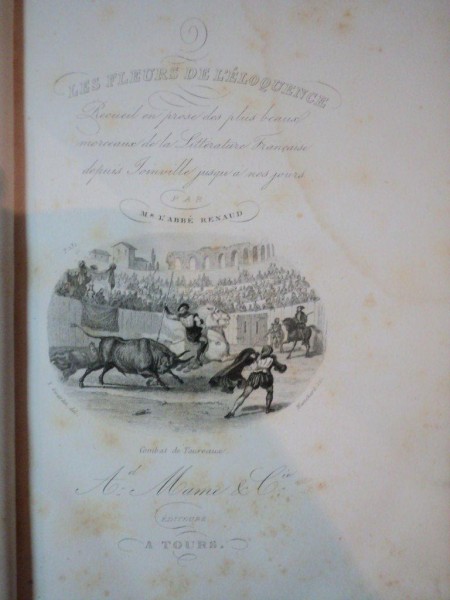 LES FLEURS DE L'ÉLOQUENCE
Recueil en prose des plus beaux
morceaux de la Littérature Française
depuis Joinville jusqu'a nos jours
PAR
Mr. L'ABBÉ RENAUD
Combat de Taureaux
Ad. Mame & Cie
ÉDITEURS
A TOURS.